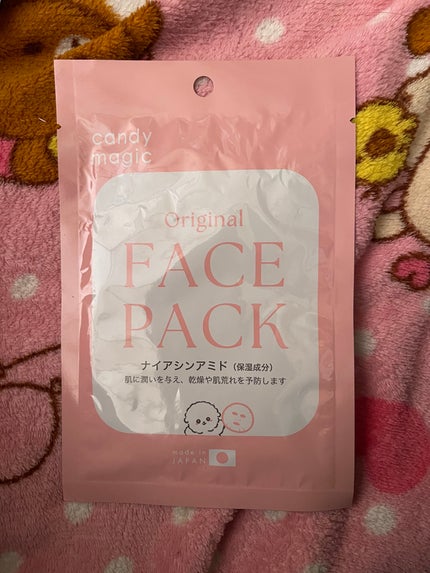 candy
magic
Original
FACE
PACK
ナイアシンアミド（保湿成分）
肌に潤いを与え、乾燥や肌荒れを予防します
made in
JAPAN